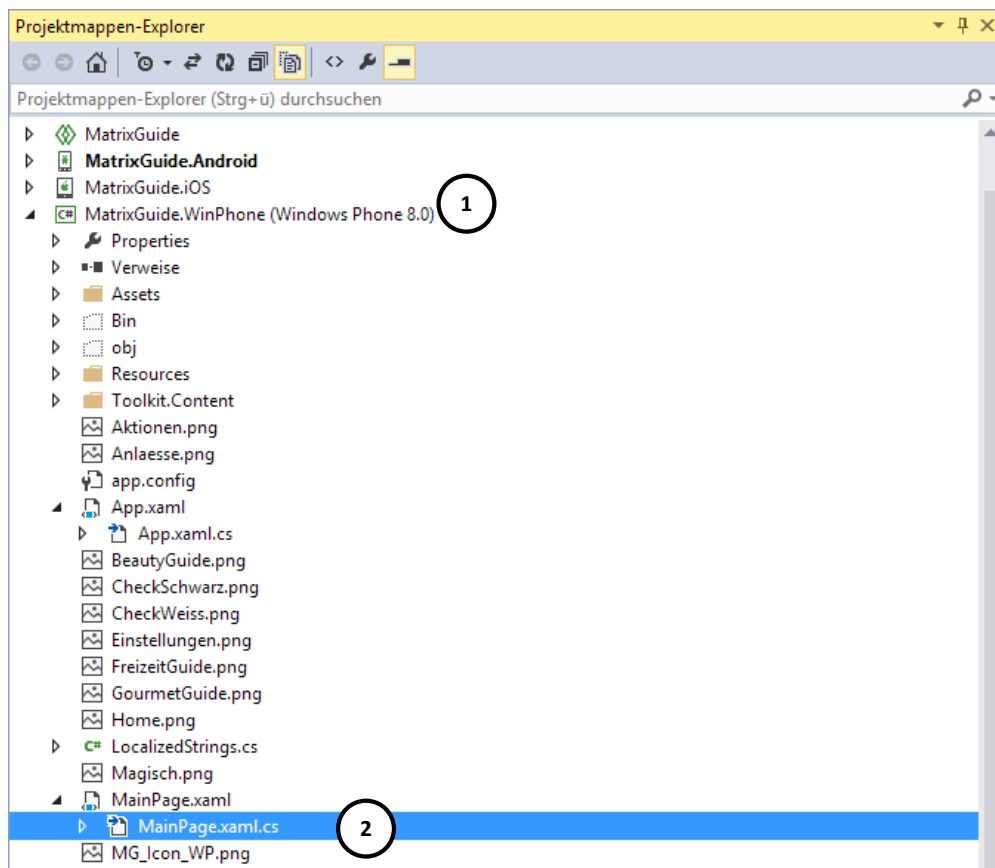 Projektmappen-Explorer
Projektmappen-Explorer (Strg+ü) durchsuchen
MatrixGuide
MatrixGuide.Android
MatrixGuide.iOS
C# MatrixGuide.WinPhone (Windows Phone 8.0) 1
Properties
Verweise
Assets
Bin
obj
Resources
Toolkit.Content
Aktionen.png
Anlaesse.png
app.config
App.xaml
App.xaml.cs
BeautyGuide.png
CheckSchwarz.png
CheckWeiss.png
Einstellungen.png
FreizeitGuide.png
GourmetGuide.png
Home.png
C# LocalizedStrings.cs
Magisch.png
MainPage.xaml
MainPage.xaml.cs 2
MG_Icon_WP.png